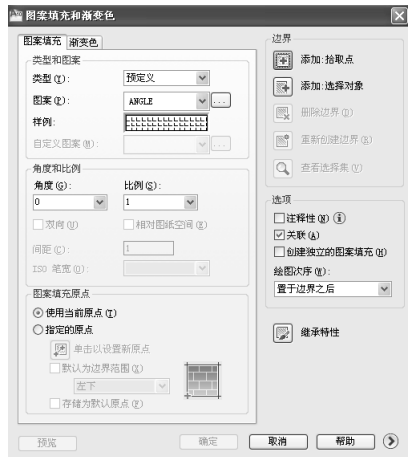 图案填充和渐变色
图案填充 渐变色
类型和图案
类型(Y): 预定义
图案(P): ANGLE ...
样例:
自定义图案(M): ...
角度和比例
角度(G): 比例(S):
0 1
双向(U) 相对图纸空间(E)
间距(C): 1
ISO 笔宽(O):
图案填充原点
使用当前原点(T)
指定的原点
单击以设置新原点
默认为边界范围(X)
左下
存储为默认原点(F)
预览
边界
添加:拾取点
添加:选择对象
删除边界(D)
重新创建边界(R)
查看选择集(V)
选项
注释性(N)
关联(A)
创建独立的图案填充(H)
绘图次序(W):
置于边界之后
继承特性
确定 取消 帮助